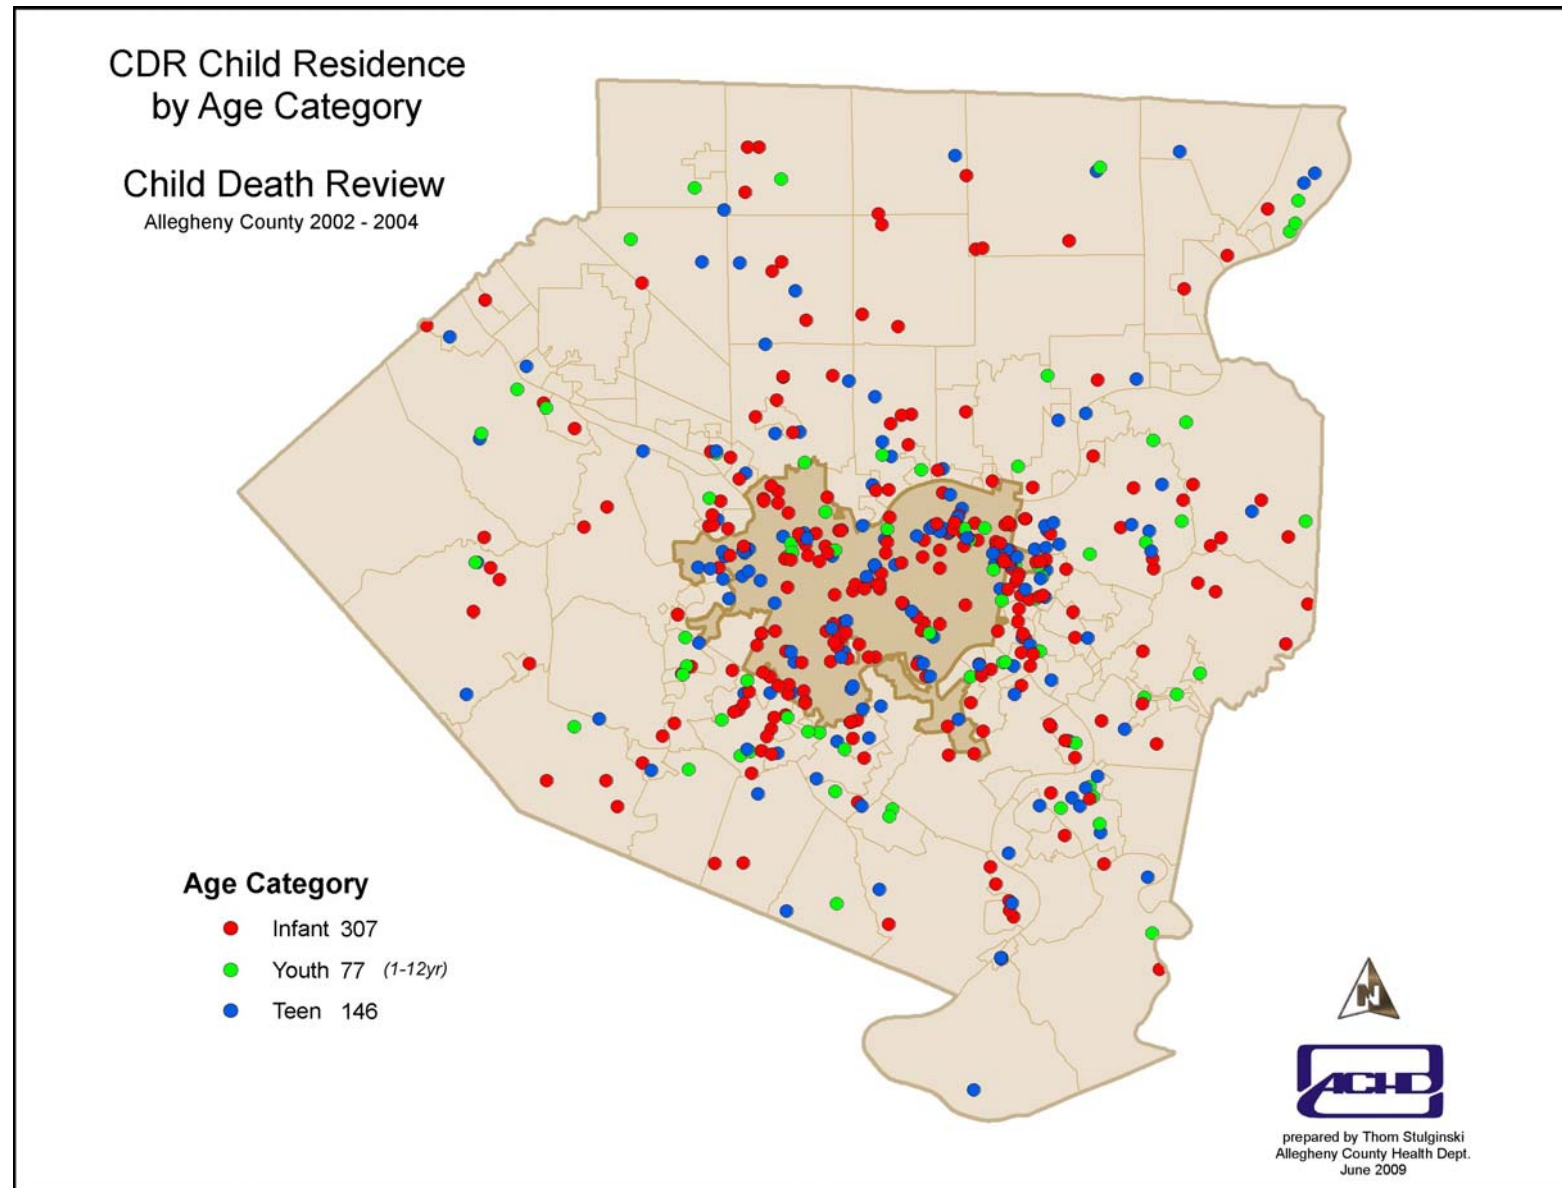 CDR Child Residence
by Age Category
Child Death Review
Allegheny County 2002 - 2004
Age Category
Infant 307
Youth 77 (1-12yr)
Teen 146
N
ACHD
prepared by Thom Stulginski
Allegheny County Health Dept.
June 2009